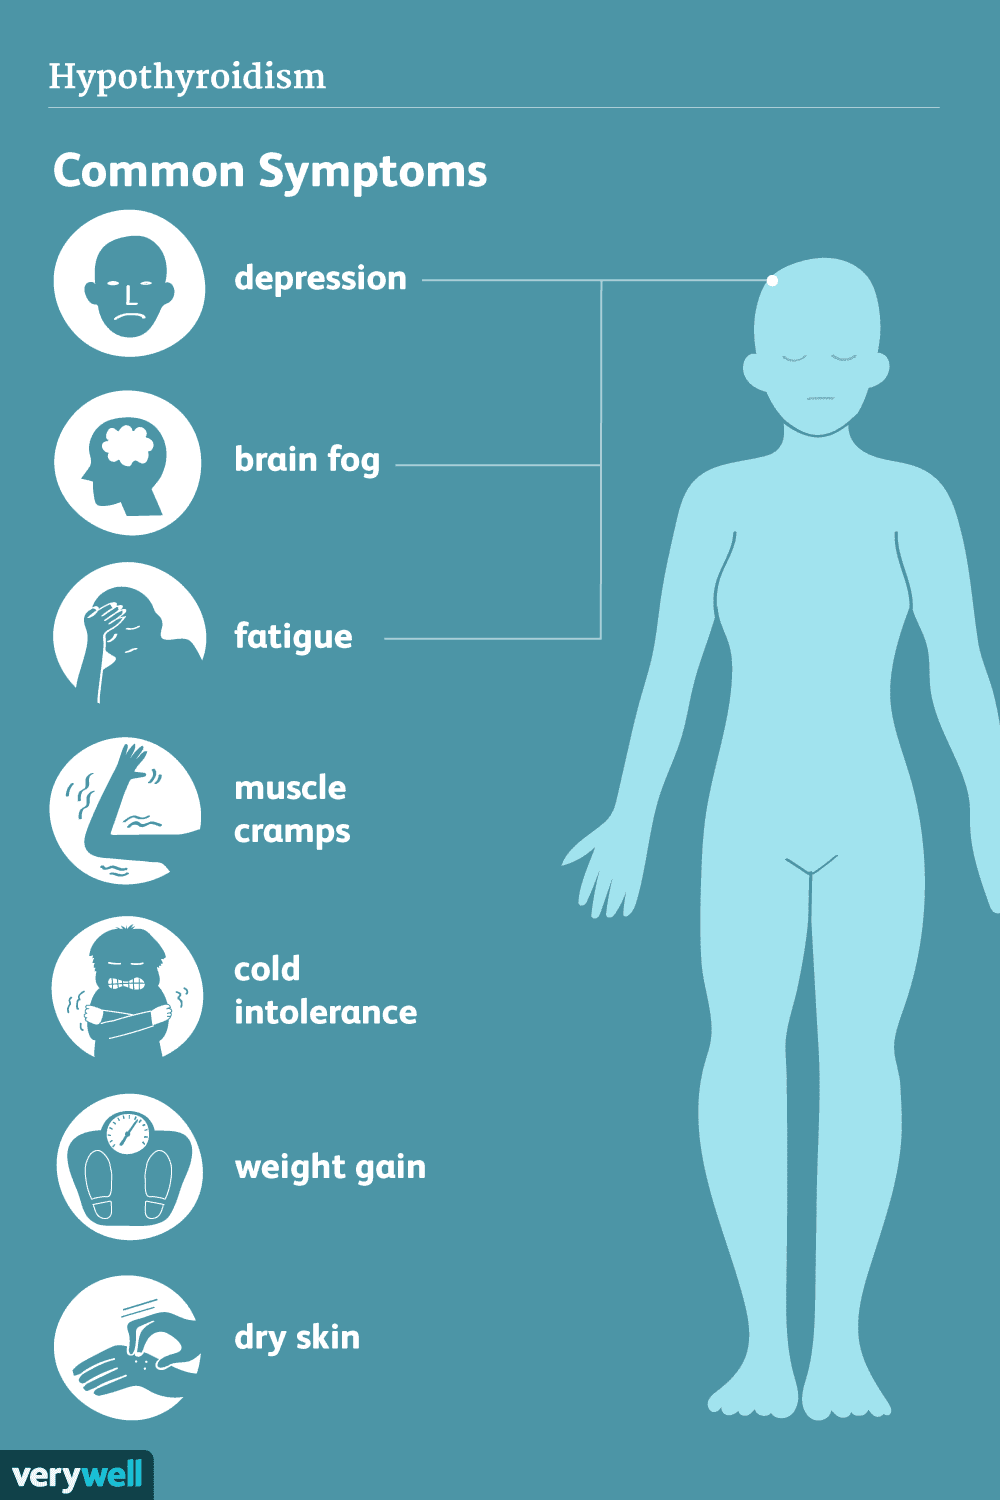 Hypothyroidism
Common Symptoms
depression
brain fog
fatigue
muscle
cramps
cold
intolerance
weight gain
dry skin
verywell